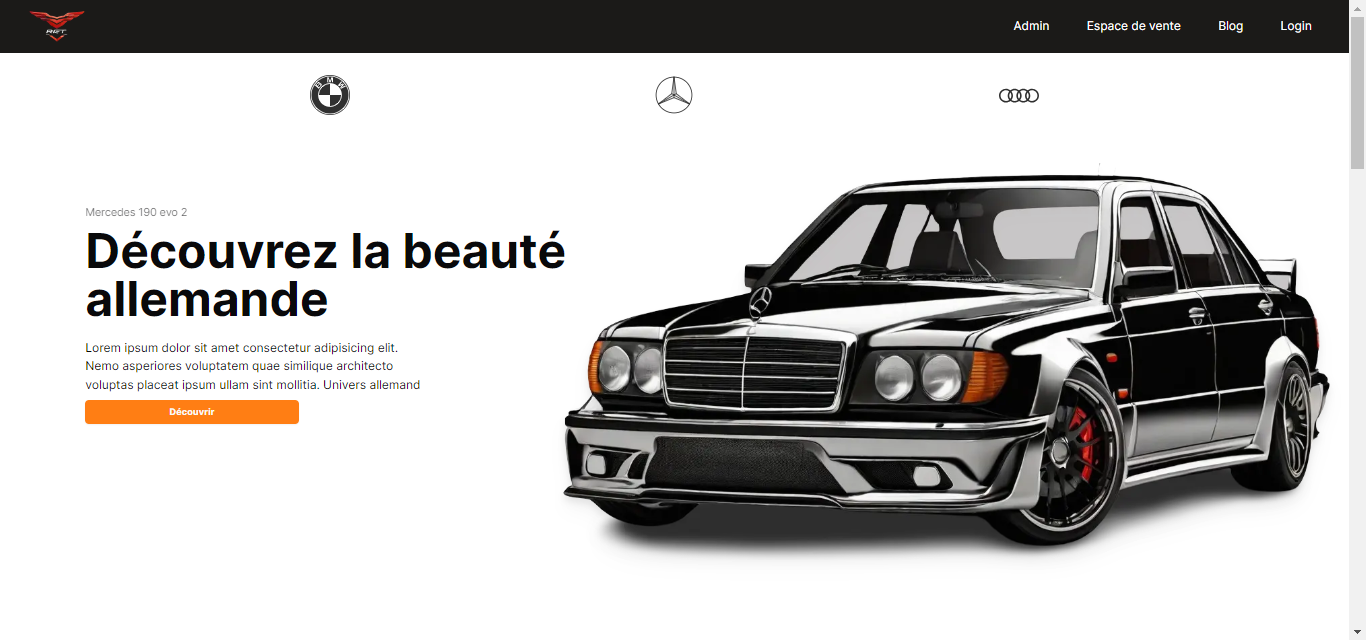 Admin
Espace de vente
Blog
Login
BMW
Mercedes 190 evo 2
Découvrez la beauté
allemande
Lorem ipsum dolor sit amet consectetur adipisicing elit.
Nemo asperiores voluptatem quae similique architecto
voluptas placeat ipsum ullam sint mollitia. Univers allemand
Découvrir